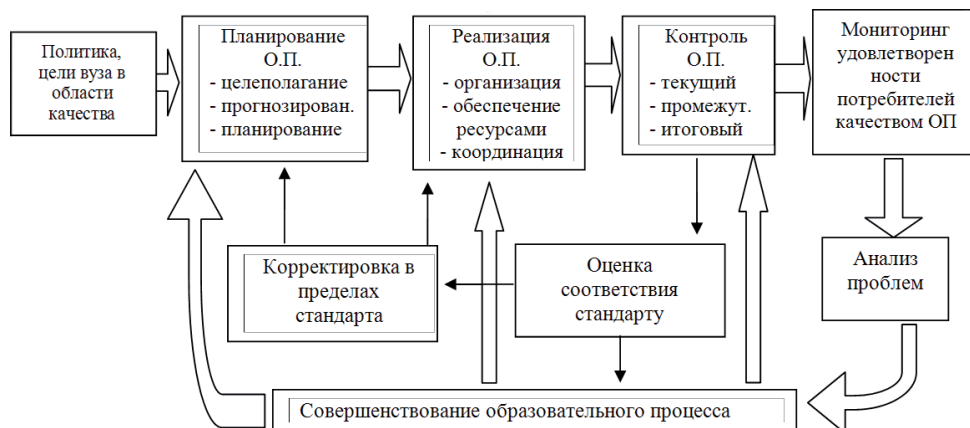 Политика,
цели вуза в
области
качества
Планирование
О.П.
- целеполагание
- прогнозирован.
- планирование
Реализация
О.П.
- организация
- обеспечение
ресурсами
- координация
Контроль
О.П.
- текущий
- промежут.
- итоговый
Мониторинг
удовлетворен
ности
потребителей
качеством ОП
Корректировка в
пределах
стандарта
Оценка
соответствия
стандарту
Анализ
проблем
Совершенствование образовательного процесса